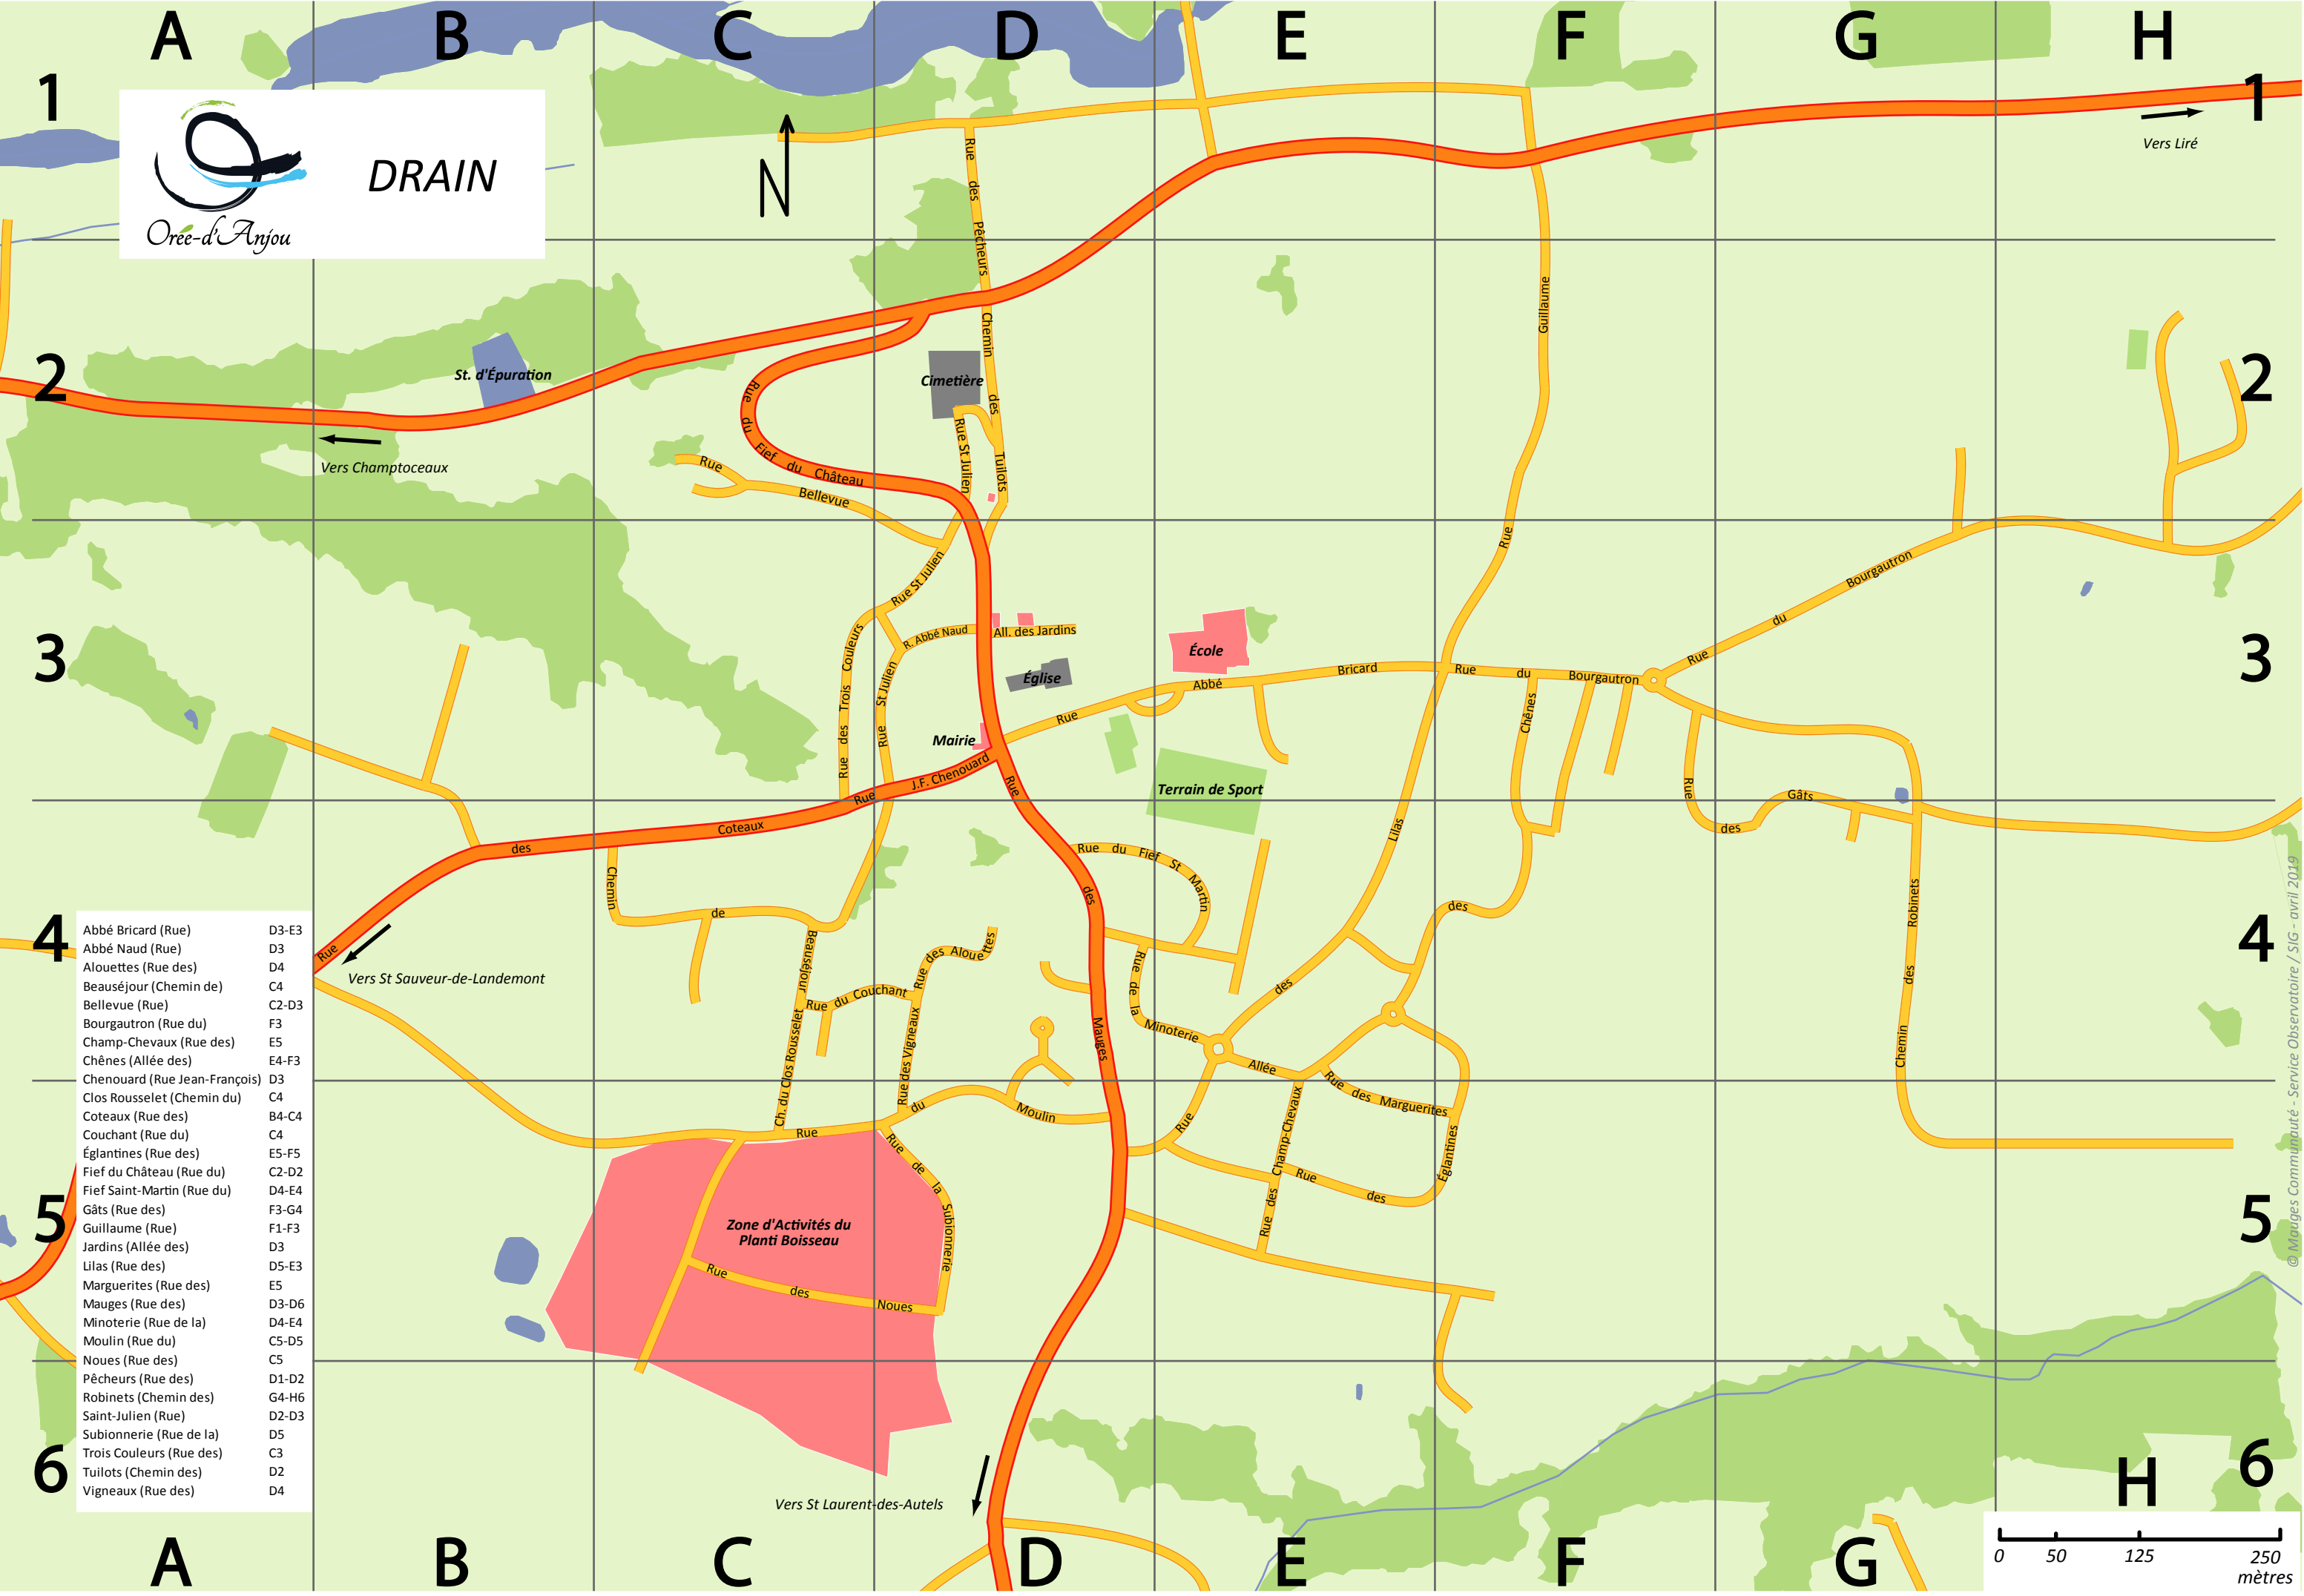 A B C D E F G H
1 1
Orée-d'Anjou
DRAIN
N
Vers Liré
Rue des Pêcheurs
2 2
St. d'Épuration
Vers Champtoceaux
Cimetière
Chemin des Tuilots
Rue St Julien
Rue du Fief du Château
Rue Bellevue
Rue Guillaume
3 3
Rue St Julien
R. Abbé Naud
All. des Jardins
École
Église
Mairie
Rue des Trois Couleurs
Rue St Julien
Rue J.F. Chenouard
Rue Abbé Bricard
Rue du Bourgautron
Rue du Bourgautron
Chênes
Terrain de Sport
Rue des Gâts
4 4
Rue des Coteaux
Vers St Sauveur-de-Landemont
Chemin de Beauséjour
Ch. du Clos Rousselet
Rue du Couchant
Rue des Alouettes
Rue des Vigneaux
Rue des Mauges
Rue du Fief St Martin
Rue de la Minoterie
Rue des Lilas
Allée des
Chemin des Robinets
5 5
Rue du Moulin
Rue de la Subionnerie
Zone d'Activités du
Planti Boisseau
Rue des Noues
Rue des Champ-Chevaux
Rue des Marguerites
Rue des Églantines
6 6
Vers St Laurent-des-Autels
Abbé Bricard (Rue) D3-E3
Abbé Naud (Rue) D3
Alouettes (Rue des) D4
Beauséjour (Chemin de) C4
Bellevue (Rue) C2-D3
Bourgautron (Rue du) F3
Champ-Chevaux (Rue des) E5
Chênes (Allée des) E4-F3
Chenouard (Rue Jean-François) D3
Clos Rousselet (Chemin du) C4
Coteaux (Rue des) B4-C4
Couchant (Rue du) C4
Églantines (Rue des) E5-F5
Fief du Château (Rue du) C2-D2
Fief Saint-Martin (Rue du) D4-E4
Gâts (Rue des) F3-G4
Guillaume (Rue) F1-F3
Jardins (Allée des) D3
Lilas (Rue des) D5-E3
Marguerites (Rue des) E5
Mauges (Rue des) D3-D6
Minoterie (Rue de la) D4-E4
Moulin (Rue du) C5-D5
Noues (Rue des) C5
Pêcheurs (Rue des) D1-D2
Robinets (Chemin des) G4-H6
Saint-Julien (Rue) D2-D3
Subionnerie (Rue de la) D5
Trois Couleurs (Rue des) C3
Tuilots (Chemin des) D2
Vigneaux (Rue des) D4
© Mauges Communauté - Service Observatoire / SIG - avril 2019
A B C D E F G H
0 50 125 250
mètres